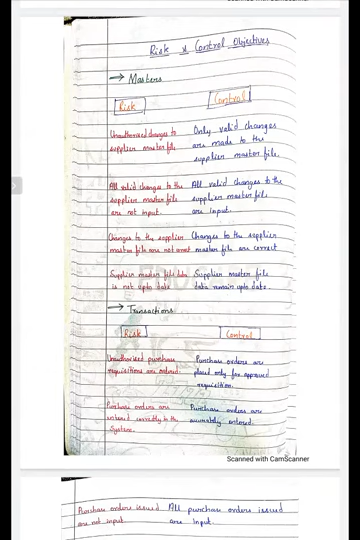 Risk & Control Objectives
→ Masters
Risk
Control
Unauthorised changes to
supplier master file
Only valid changes
are made to the
supplier master file.
All valid changes to the
supplier master file
are not input.
All valid changes to the
supplier master file
are input.
Changes to the supplier
master file are not correct
Changes to the supplier
master file are correct
Supplier master file data
is not upto date
Supplier master file
data remain upto date.
→ Transactions
Risk
Control
Unauthorised purchase
requisitions are ordered.
Purchase orders are
placed only for approved
requisition.
Purchase orders are
entered correctly in the
System.
Purchase orders are
accurately entered.
Scanned with CamScanner
Purchase orders issued
are not input.
All purchase orders issued
are input.